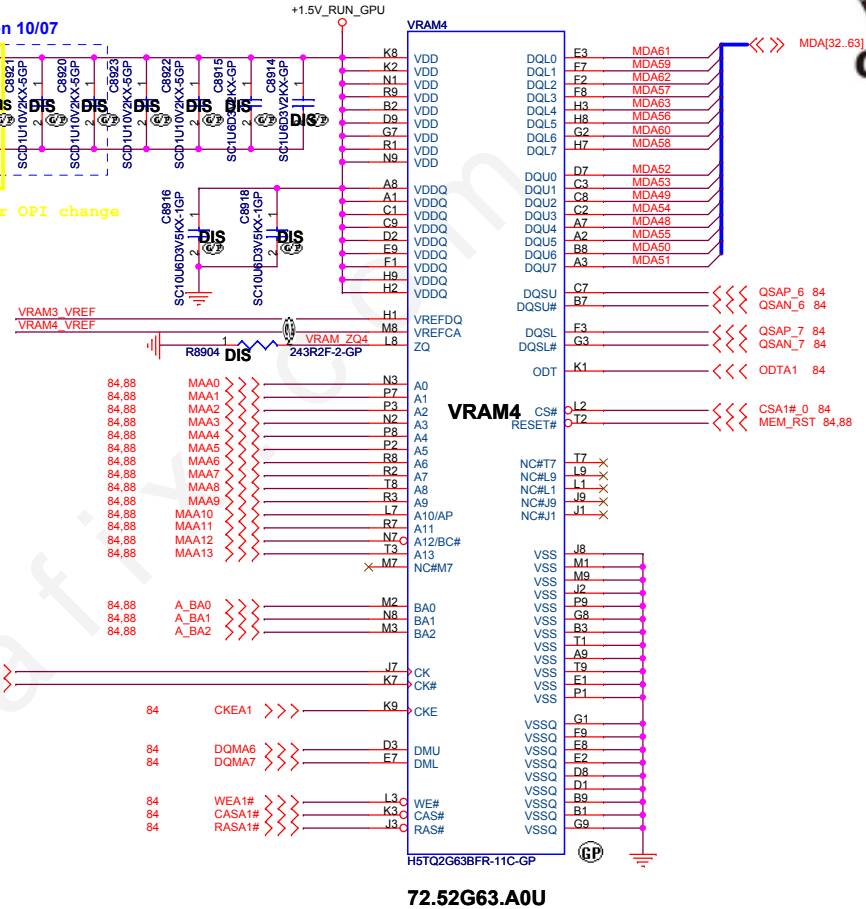 +1.5V_RUN_GPU
n 10/07
VRAM4
MDA[32..63]
C8921
SCD1U10V2KX-5GP
C8920
SCD1U10V2KX-5GP
C8923
SCD1U10V2KX-5GP
C8922
C8915
C8914
DIS
DIS
DIS
DIS
DIS
DIS
r OPI change
C8916
SC10U6D3V5KX-1GP
DIS
C8918
SC10U6D3V5KX-1GP
DIS
K8 VDD
K2 VDD
N1 VDD
R9 VDD
B2 VDD
D9 VDD
G7 VDD
R1 VDD
N9 VDD
A8 VDDQ
A1 VDDQ
C1 VDDQ
C9 VDDQ
D2 VDDQ
E9 VDDQ
F1 VDDQ
H9 VDDQ
H2 VDDQ
VRAM3_VREF H1 VREFDQ
VRAM4_VREF M8 VREFCA
R8904 1 DIS 243R2F-2-GP VRAM_ZQ4 L8 ZQ
84,88 MAA0 N3 A0
84,88 MAA1 P7 A1
84,88 MAA2 P3 A2
84,88 MAA3 N2 A3
84,88 MAA4 P8 A4
84,88 MAA5 P2 A5
84,88 MAA6 R8 A6
84,88 MAA7 R2 A7
84,88 MAA8 T8 A8
84,88 MAA9 R3 A9
84,88 MAA10 L7 A10/AP
84,88 MAA11 R7 A11
84,88 MAA12 N7 A12/BC#
84,88 MAA13 T3 A13
M7 NC#M7
84,88 A_BA0 M2 BA0
84,88 A_BA1 N8 BA1
84,88 A_BA2 M3 BA2
J7 CK
K7 CK#
84 CKEA1 K9 CKE
84 DQMA6 D3 DMU
84 DQMA7 E7 DML
84 WEA1# L3 WE#
84 CASA1# K3 CAS#
84 RASA1# J3 RAS#
VRAM4
DQL0 E3 MDA61
DQL1 F7 MDA59
DQL2 F2 MDA62
DQL3 F8 MDA57
DQL4 H3 MDA63
DQL5 H8 MDA56
DQL6 G2 MDA60
DQL7 H7 MDA58
DQU0 D7 MDA52
DQU1 C3 MDA53
DQU2 C8 MDA49
DQU3 C2 MDA54
DQU4 A7 MDA48
DQU5 A2 MDA55
DQU6 B8 MDA50
DQU7 A3 MDA51
DQSU C7 QSAP_6 84
DQSU# B7 QSAN_6 84
DQSL F3 QSAP_7 84
DQSL# G3 QSAN_7 84
ODT K1 ODTA1 84
CS# L2 CSA1#_0 84
RESET# T2 MEM_RST 84,88
NC#T7 T7
NC#L9 L9
NC#L1 L1
NC#J9 J9
NC#J1 J1
VSS J8
VSS M1
VSS M9
VSS J2
VSS P9
VSS G8
VSS B3
VSS T1
VSS A9
VSS T9
VSS E1
VSS P1
VSSQ G1
VSSQ F9
VSSQ E8
VSSQ E2
VSSQ D8
VSSQ D1
VSSQ B9
VSSQ B1
VSSQ G9
H5TQ2G63BFR-11C-GP
GP
72.52G63.A0U